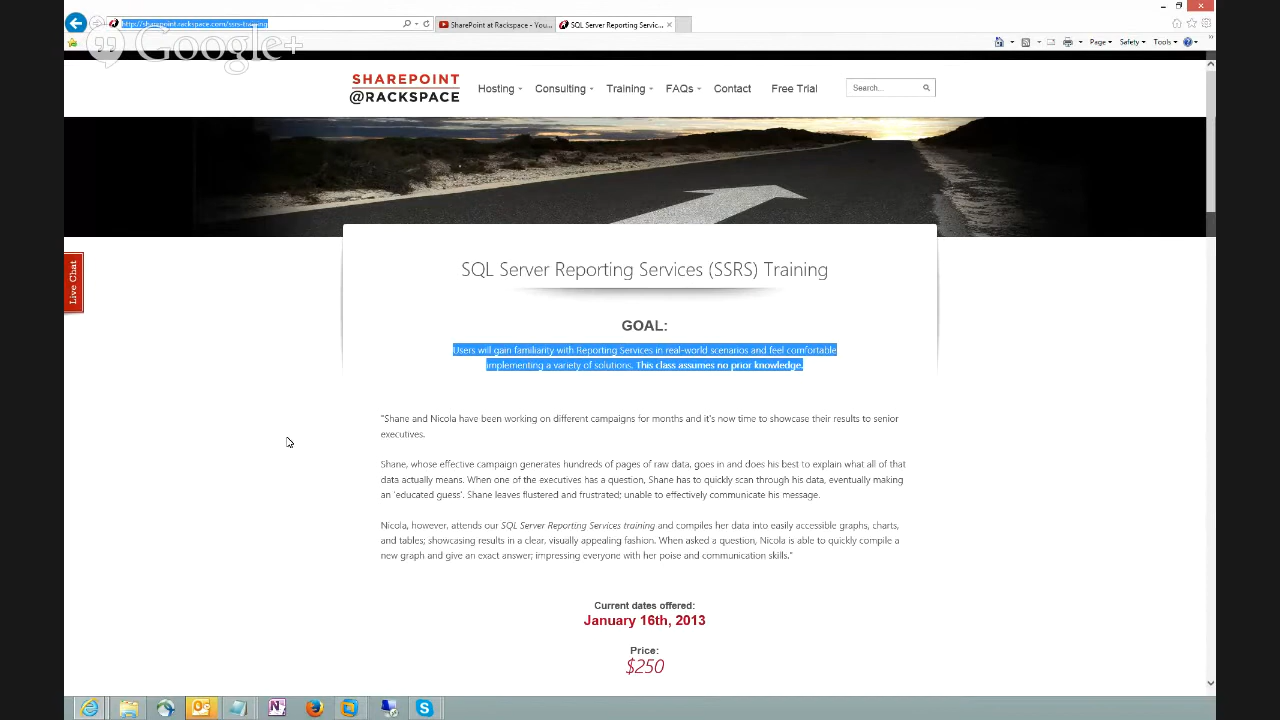 http://sharepoint.rackspace.com/ssrs-training
SharePoint at Rackspace - You...
SQL Server Reporting Servic...
Google+
Page
Safety
Tools
SHAREPOINT
@RACKSPACE
Hosting
Consulting
Training
FAQs
Contact
Free Trial
Search...
Live Chat
SQL Server Reporting Services (SSRS) Training
GOAL:
Users will gain familiarity with Reporting Services in real-world scenarios and feel comfortable
implementing a variety of solutions. This class assumes no prior knowledge.
"Shane and Nicola have been working on different campaigns for months and it's now time to showcase their results to senior
executives.
Shane, whose effective campaign generates hundreds of pages of raw data, goes in and does his best to explain what all of that
data actually means. When one of the executives has a question, Shane has to quickly scan through his data, eventually making
an 'educated guess'. Shane leaves flustered and frustrated; unable to effectively communicate his message.
Nicola, however, attends our SQL Server Reporting Services training and compiles her data into easily accessible graphs, charts,
and tables; showcasing results in a clear, visually appealing fashion. When asked a question, Nicola is able to quickly compile a
new graph and give an exact answer; impressing everyone with her poise and communication skills."
Current dates offered:
January 16th, 2013
Price:
$250